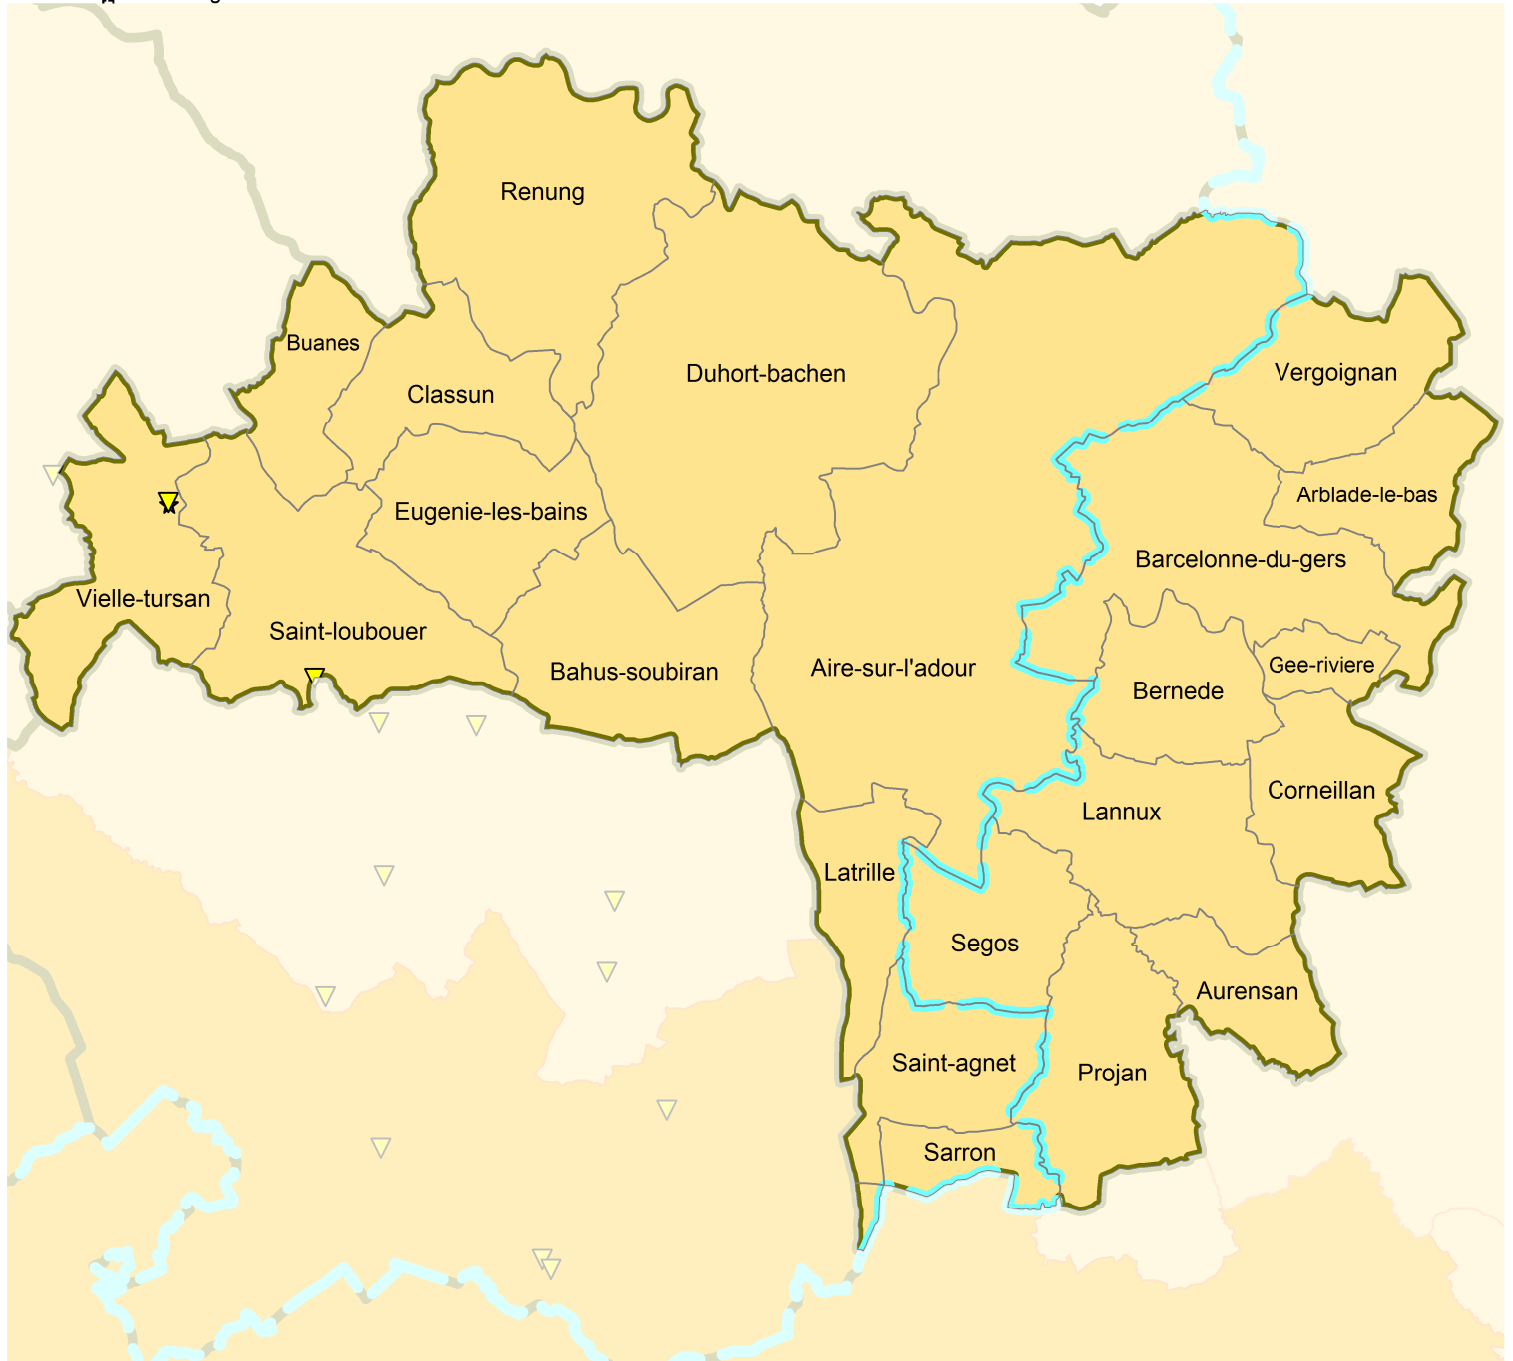 Renung
Buanes
Duhort-bachen
Vergoignan
Classun
Arblade-le-bas
Eugenie-les-bains
Barcelonne-du-gers
Vielle-tursan
Saint-loubouer
Bahus-soubiran
Aire-sur-l'adour
Gee-riviere
Bernede
Corneillan
Lannux
Latrille
Segos
Aurensan
Saint-agnet
Projan
Sarron